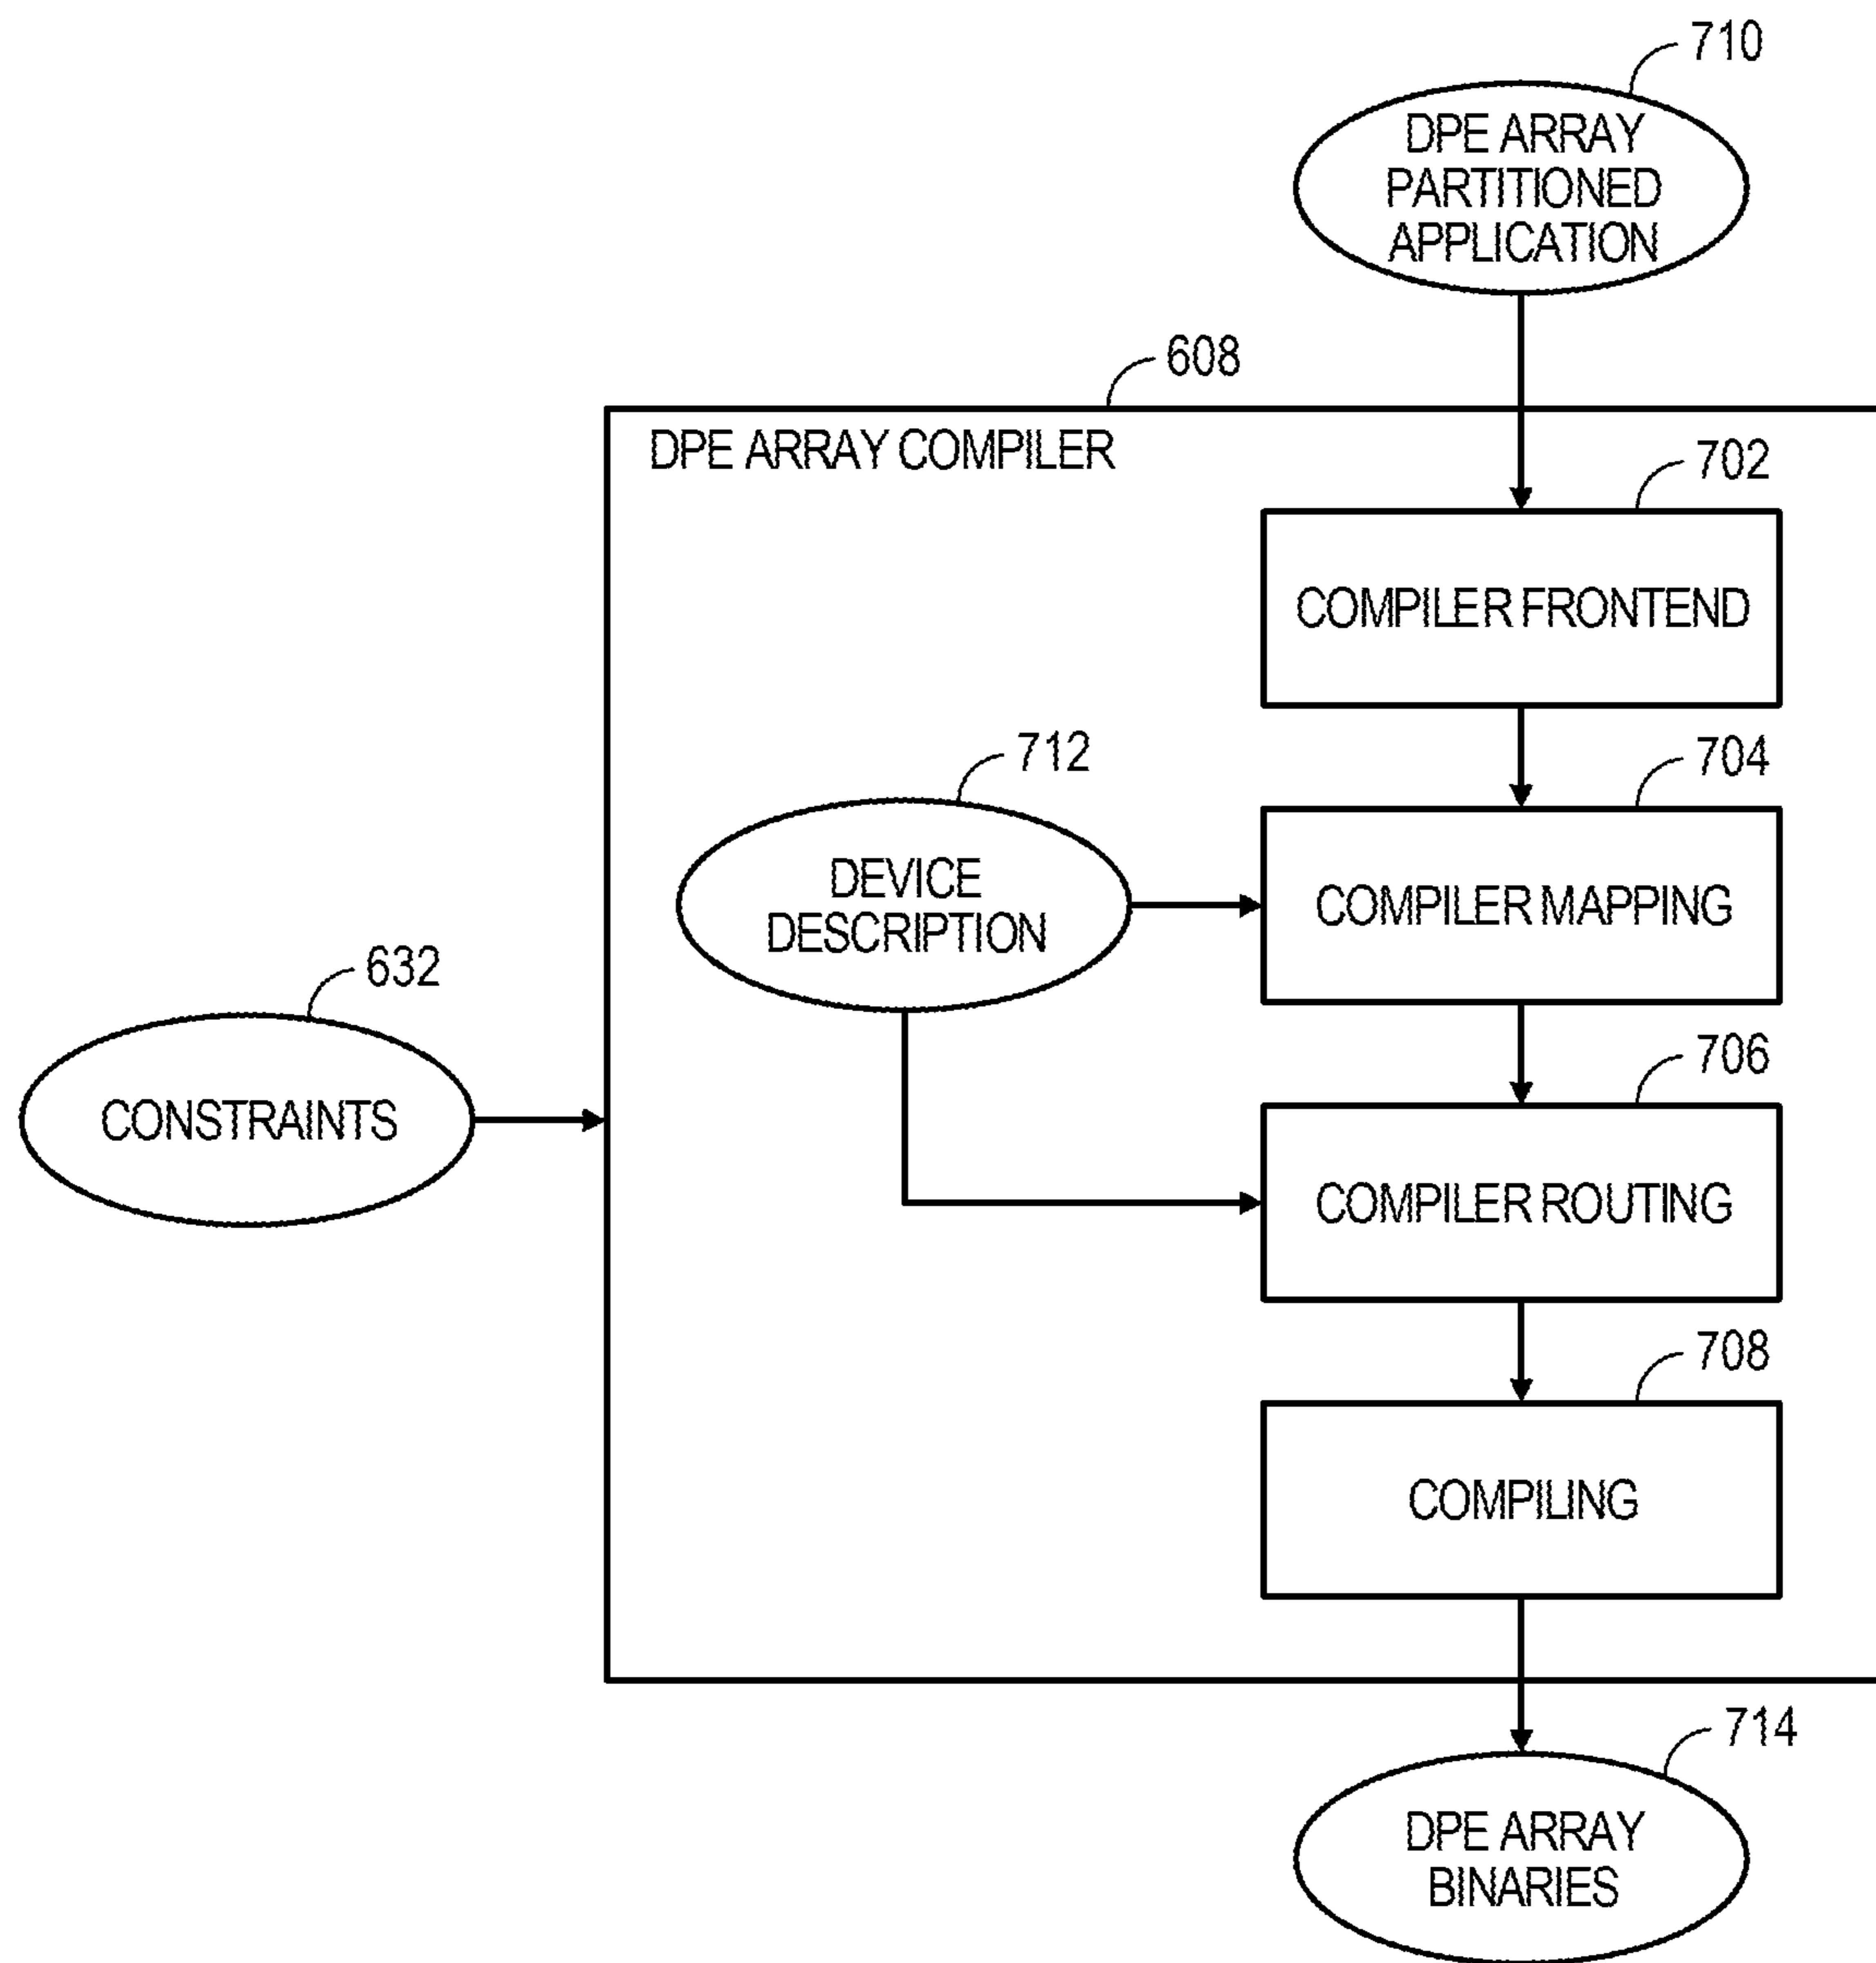 710
DPE ARRAY
PARTITIONED
APPLICATION
608
DPE ARRAY COMPILER
702
COMPILER FRONTEND
712
704
DEVICE
DESCRIPTION
COMPILER MAPPING
632
CONSTRAINTS
706
COMPILER ROUTING
708
COMPILING
714
DPE ARRAY
BINARIES